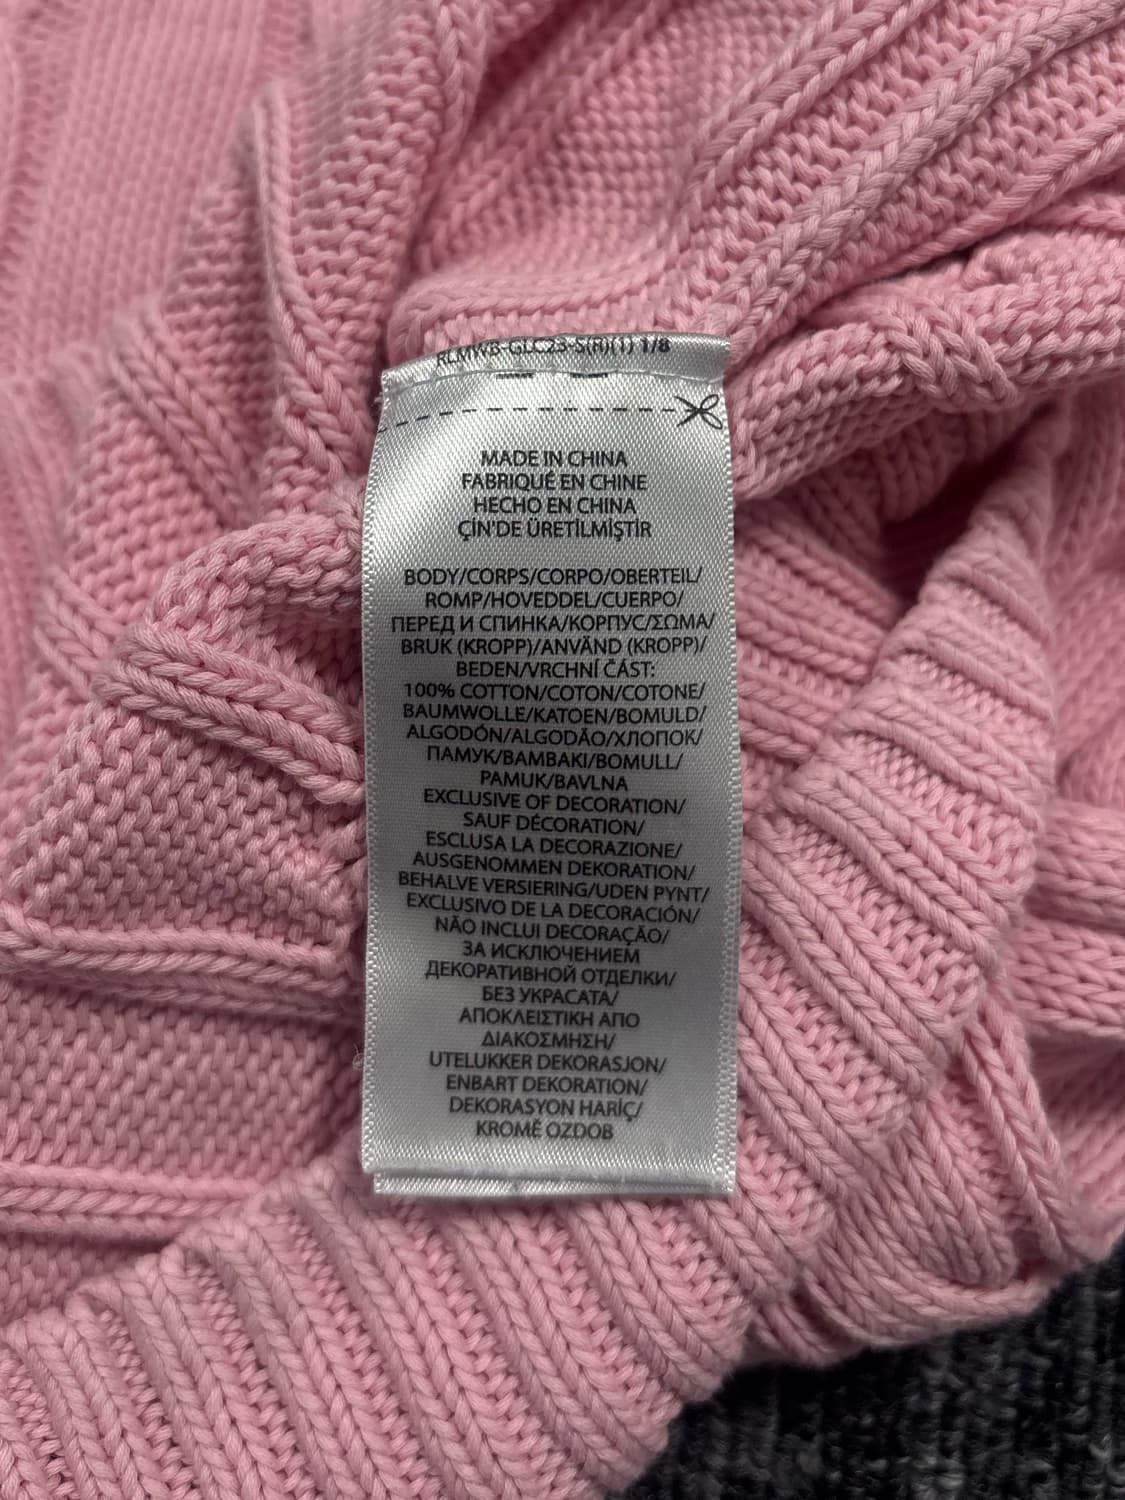 RLMWB-GLC23-S(R)(1) 1/8
MADE IN CHINA
FABRIQUÉ EN CHINE
HECHO EN CHINA
ÇİN'DE ÜRETİLMİŞTİR
BODY/CORPS/CORPO/OBERTEIL/
ROMP/HOVEDDEL/CUERPO/
ПЕРЕД И СПИНКА/КОРПУС/ΣΩΜΑ/
BRUK (KROPP)/ANVÄND (KROPP)/
BEDEN/VRCHNÍ ČÁST:
100% COTTON/COTON/COTONE/
BAUMWOLLE/KATOEN/BOMULD/
ALGODÓN/ALGODÃO/ХЛОПОК/
ПАМУК/ΒΑΜΒΑΚΙ/BOMULL/
PAMUK/BAVLNA
EXCLUSIVE OF DECORATION/
SAUF DÉCORATION/
ESCLUSA LA DECORAZIONE/
AUSGENOMMEN DEKORATION/
BEHALVE VERSIERING/UDEN PYNT/
EXCLUSIVO DE LA DECORACIÓN/
NÃO INCLUI DECORAÇÃO/
ЗА ИСКЛЮЧЕНИЕМ
ДЕКОРАТИВНОЙ ОТДЕЛКИ/
БЕЗ УКРАСАТА/
ΑΠΟΚΛΕΙΣΤΙΚΗ ΑΠΟ
ΔΙΑΚΟΣΜΗΣΗ/
UTELUKKER DEKORASJON/
ENBART DEKORATION/
DEKORASYON HARİÇ/
KROMĚ OZDOB